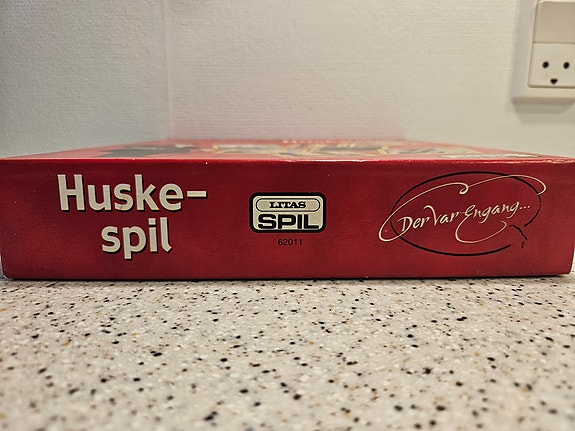 Huske-
spil
LITAS
SPIL
62011
Der Var Engang...